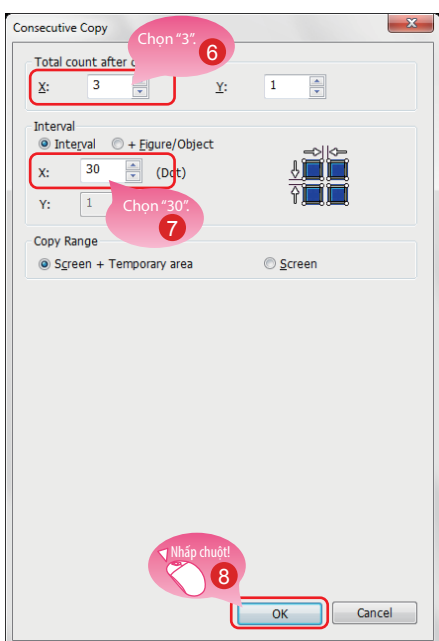 Consecutive Copy
Chọn “3”.
6
Total count after c
X: 3 Y: 1
Interval
Interval + Figure/Object
X: 30 (Dot)
Y: 1 Chọn “30”.
7
Copy Range
Screen + Temporary area Screen
Nhấp chuột!
8
OK Cancel